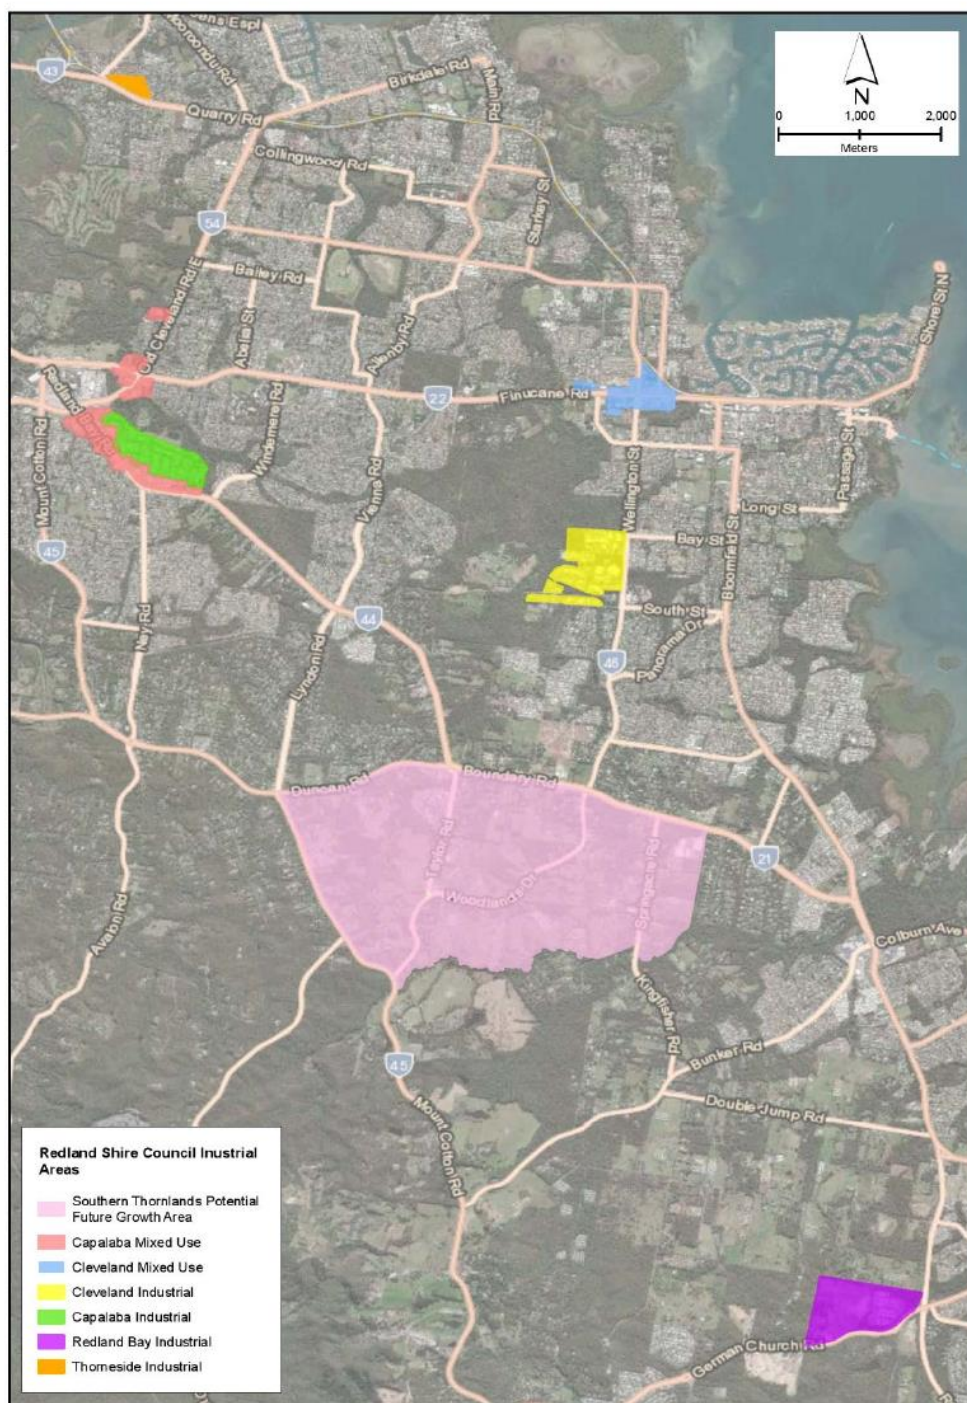 Mooroondu Rd
43
Quarry Rd
Birkdale Rd
Main Rd
N
0 1,000 2,000
Meters
Collingwood Rd
Starkey St
54
Bailey Rd
Old Cleveland Rd E
Abelia St
Allenby Rd
Shore St N
Redland Bay Rd
22
Finucane Rd
Windemere Rd
Mount Cotton Rd
Vienna Rd
Wellington St
Passage St
Long St
Bloomfield St
Bay St
45
44
South St
Panorama Dr
Ney Rd
Lyndon Rd
46
Duncan Rd
Boundary Rd
Taylor Rd
Woodlands Dr
Springacre Rd
21
Avalon Rd
Colburn Ave
Kingfisher Rd
Bunker Rd
45
Mount Cotton Rd
Double Jump Rd
German Church Rd
Redland Shire Council Inustrial
Areas
Southern Thornlands Potential
Future Growth Area
Capalaba Mixed Use
Cleveland Mixed Use
Cleveland Industrial
Capalaba Industrial
Redland Bay Industrial
Thorneside Industrial